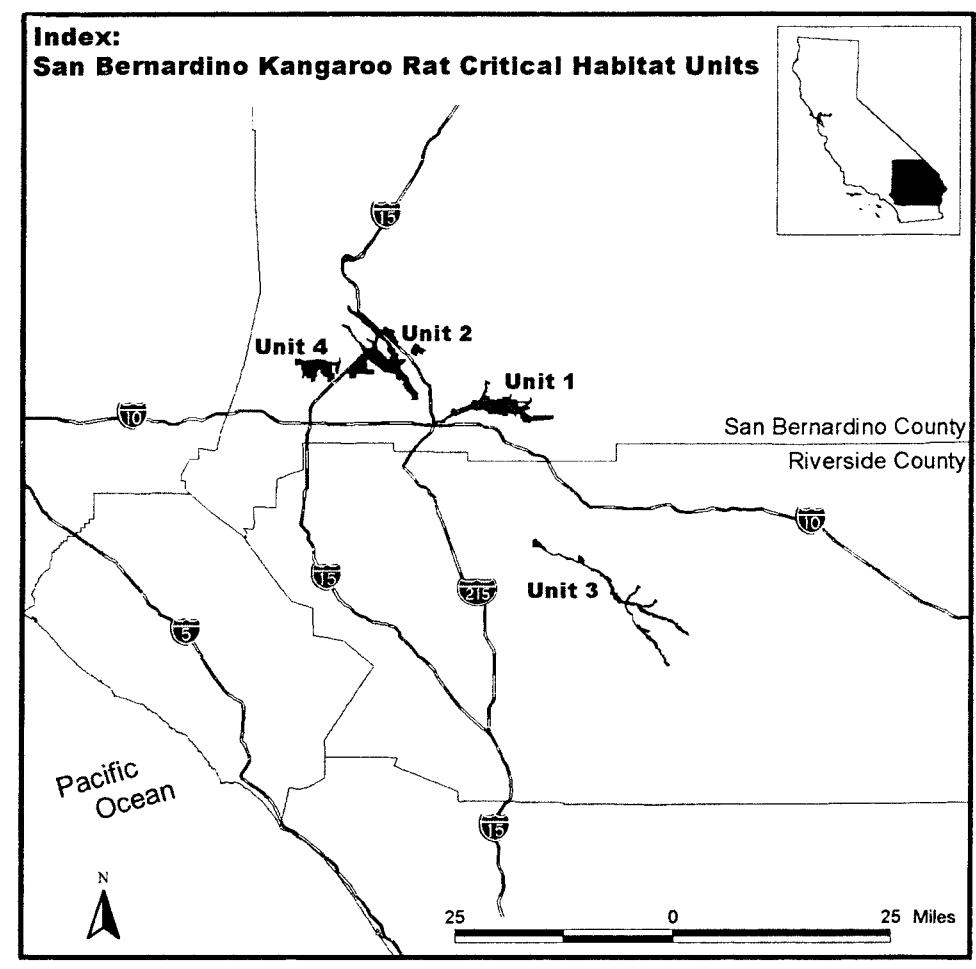 Index:
San Bernardino Kangaroo Rat Critical Habitat Units
15
Unit 2
Unit 4
Unit 1
10
San Bernardino County
Riverside County
10
15
Unit 3
215
5
Pacific
Ocean
15
N
25 0 25 Miles